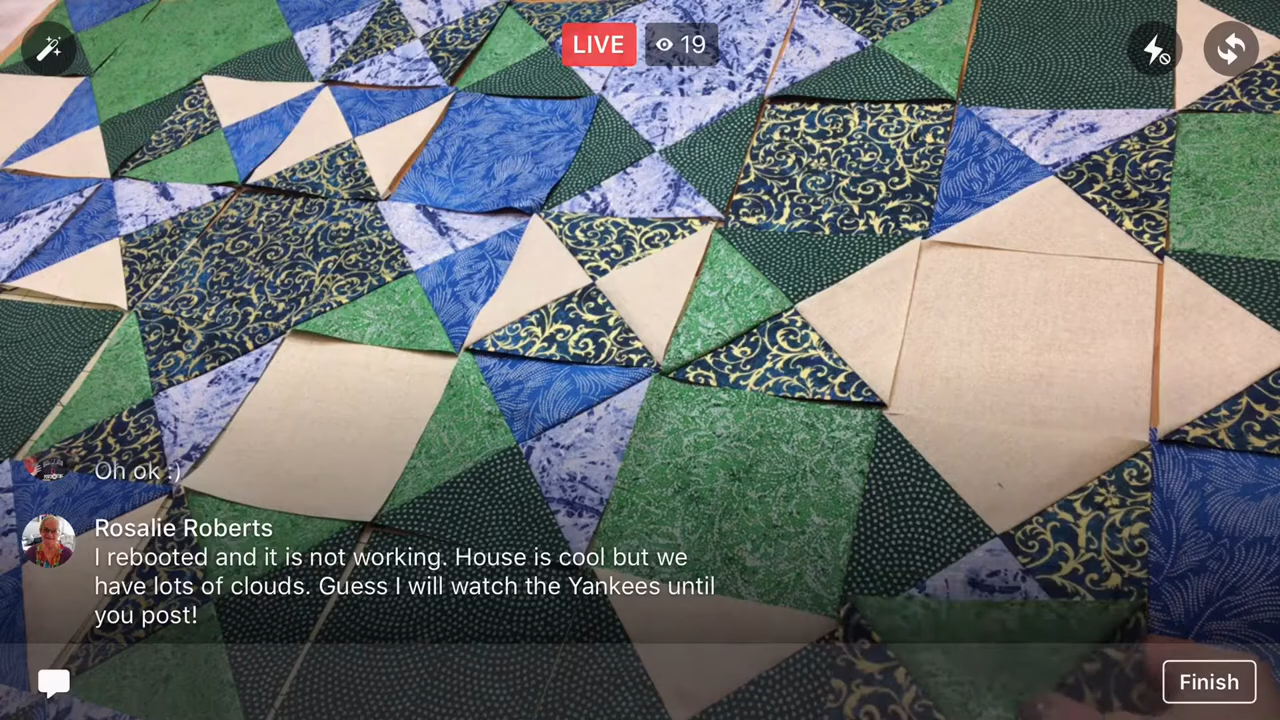 LIVE 19
Oh ok :)
Rosalie Roberts
I rebooted and it is not working. House is cool but we
have lots of clouds. Guess I will watch the Yankees until
you post!
Finish